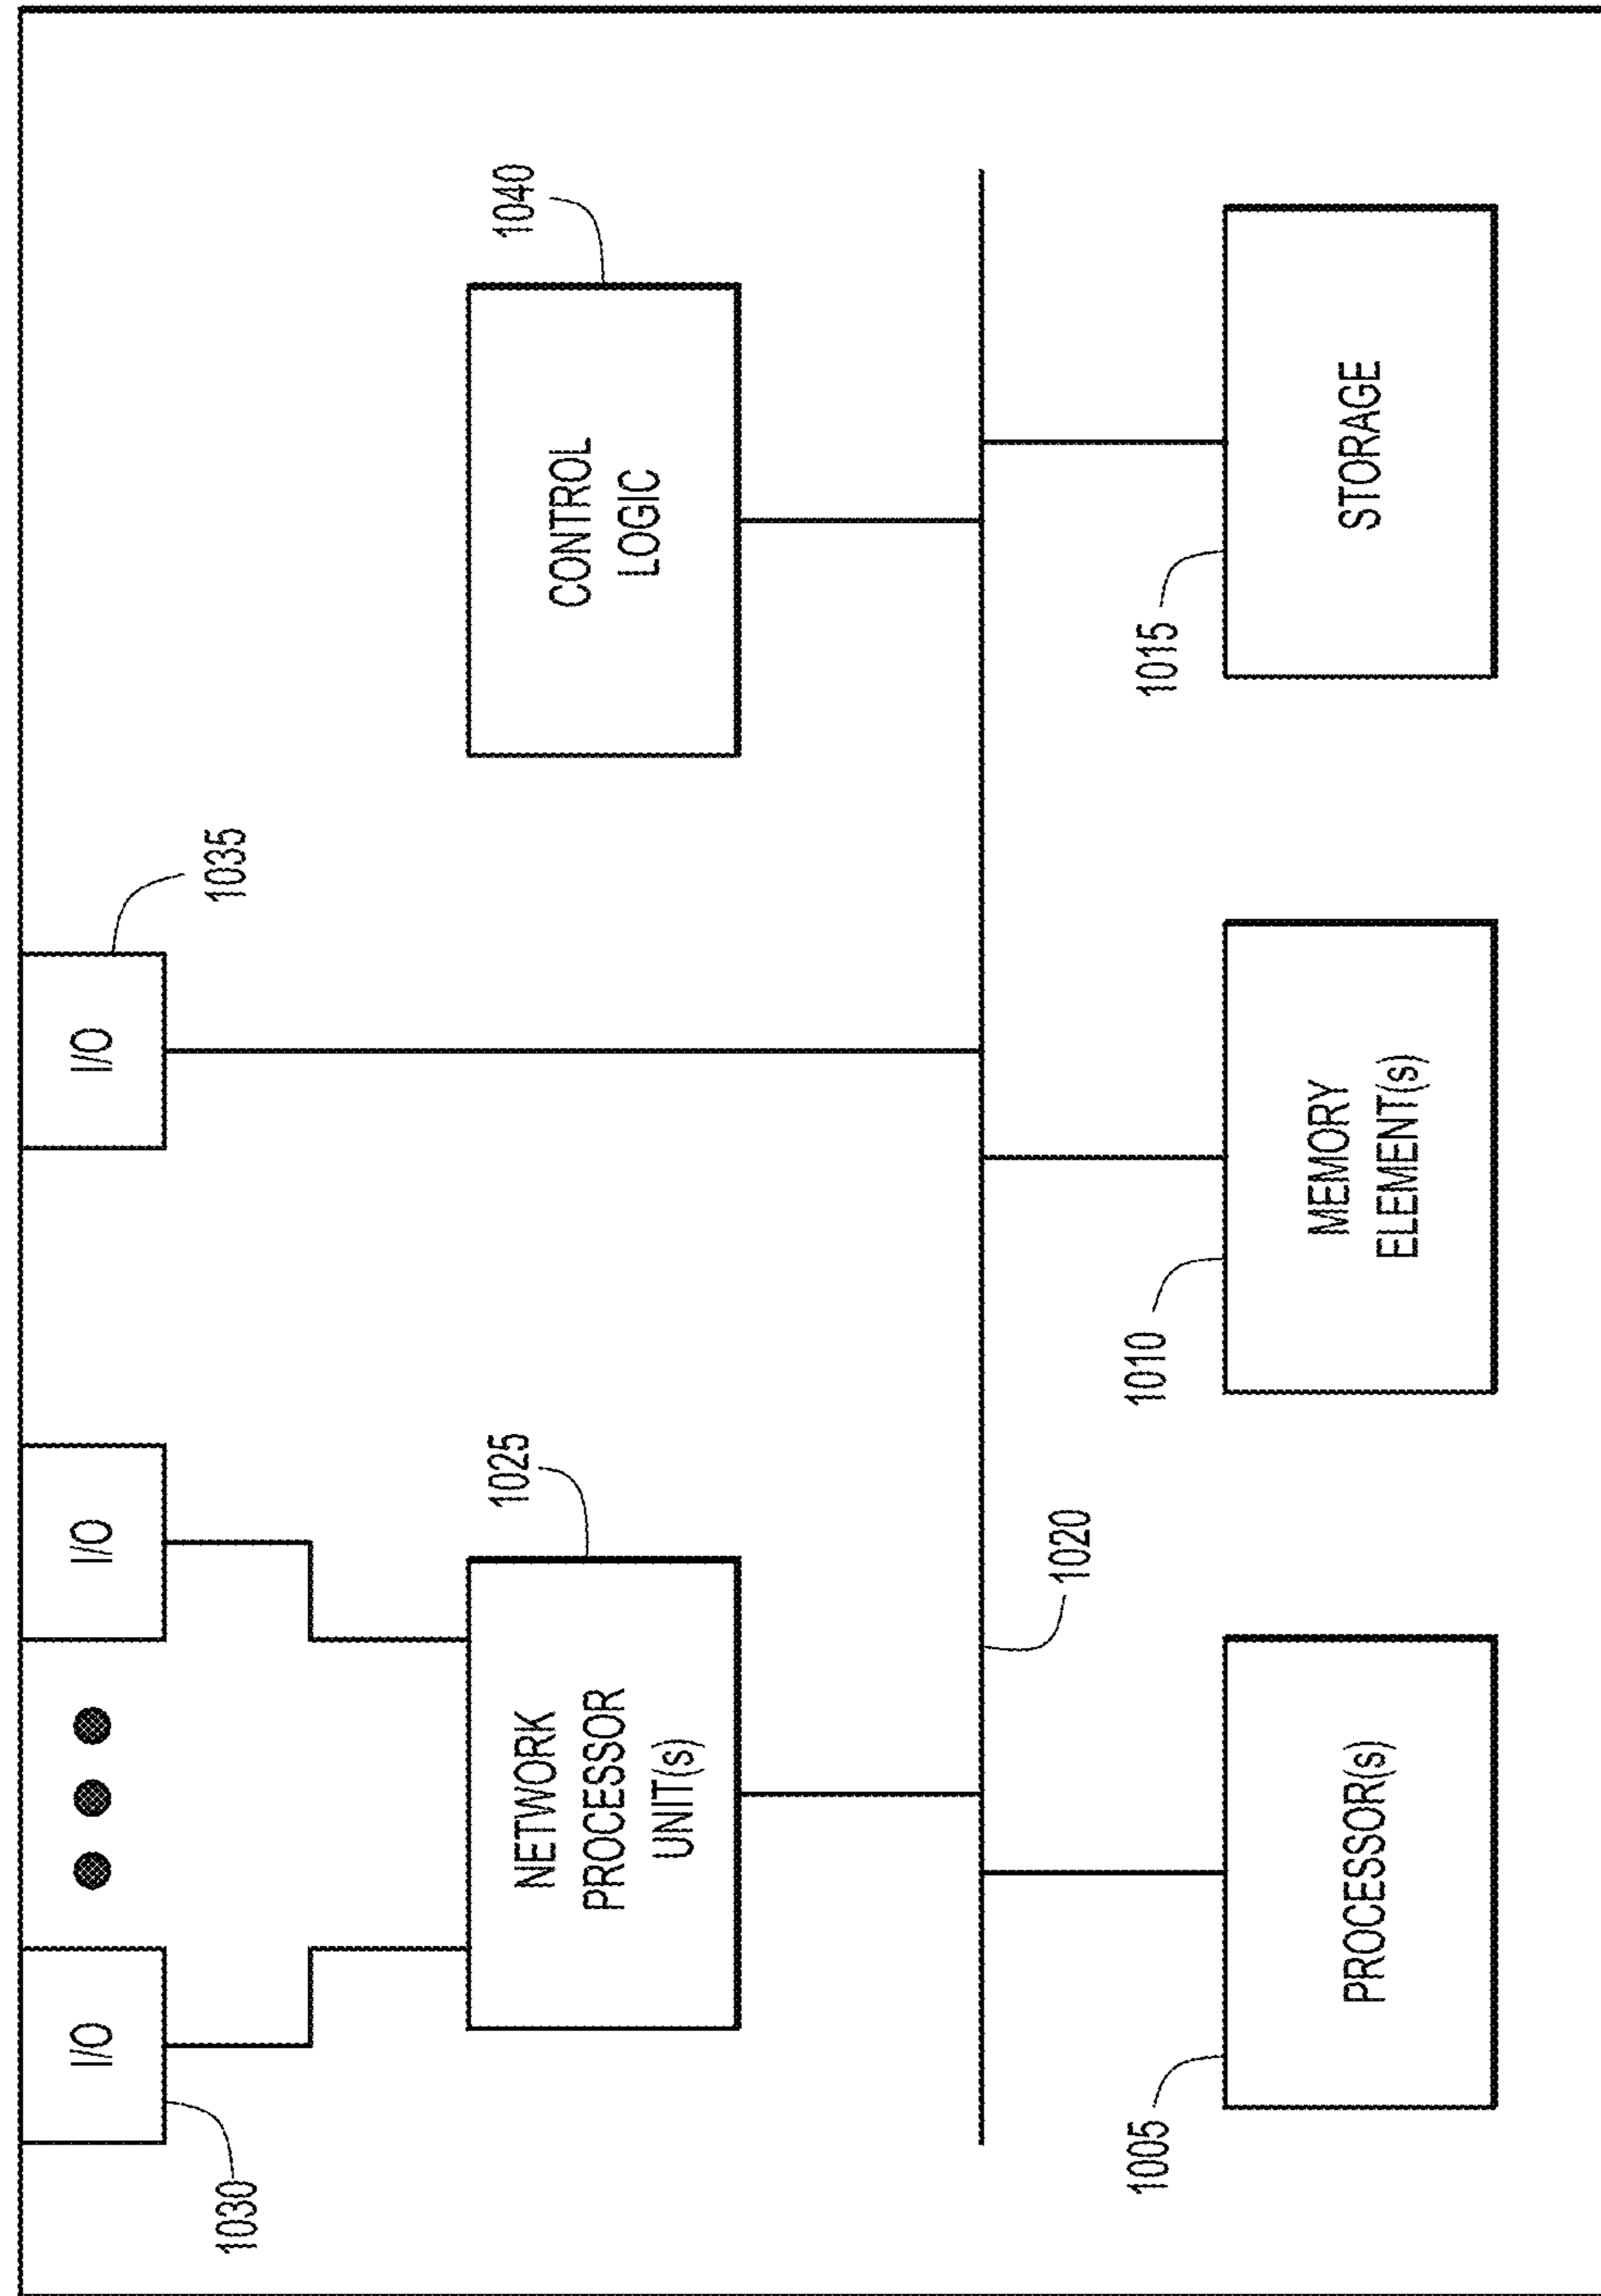 I/O
I/O
I/O
1030
1035
1040
1025
NETWORK
PROCESSOR
UNIT(s)
CONTROL
LOGIC
1020
1005
1010
1015
PROCESSOR(s)
MEMORY
ELEMENT(s)
STORAGE